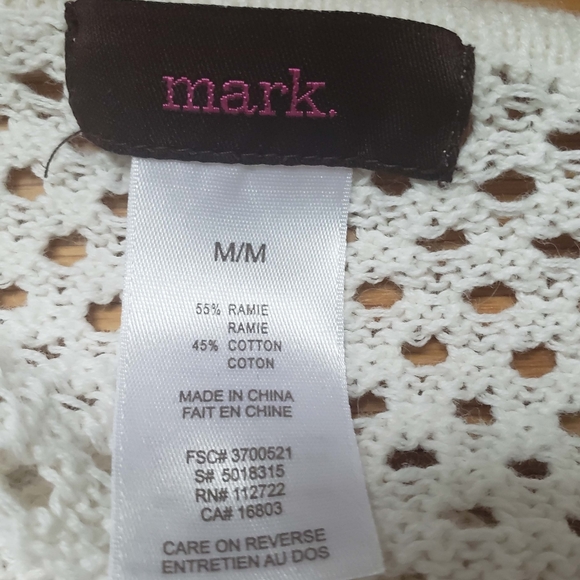 mark.
M/M
55% RAMIE
RAMIE
45% COTTON
COTON
MADE IN CHINA
FAIT EN CHINE
FSC# 3700521
S# 5018315
RN# 112722
CA# 16803
CARE ON REVERSE
ENTRETIEN AU DOS